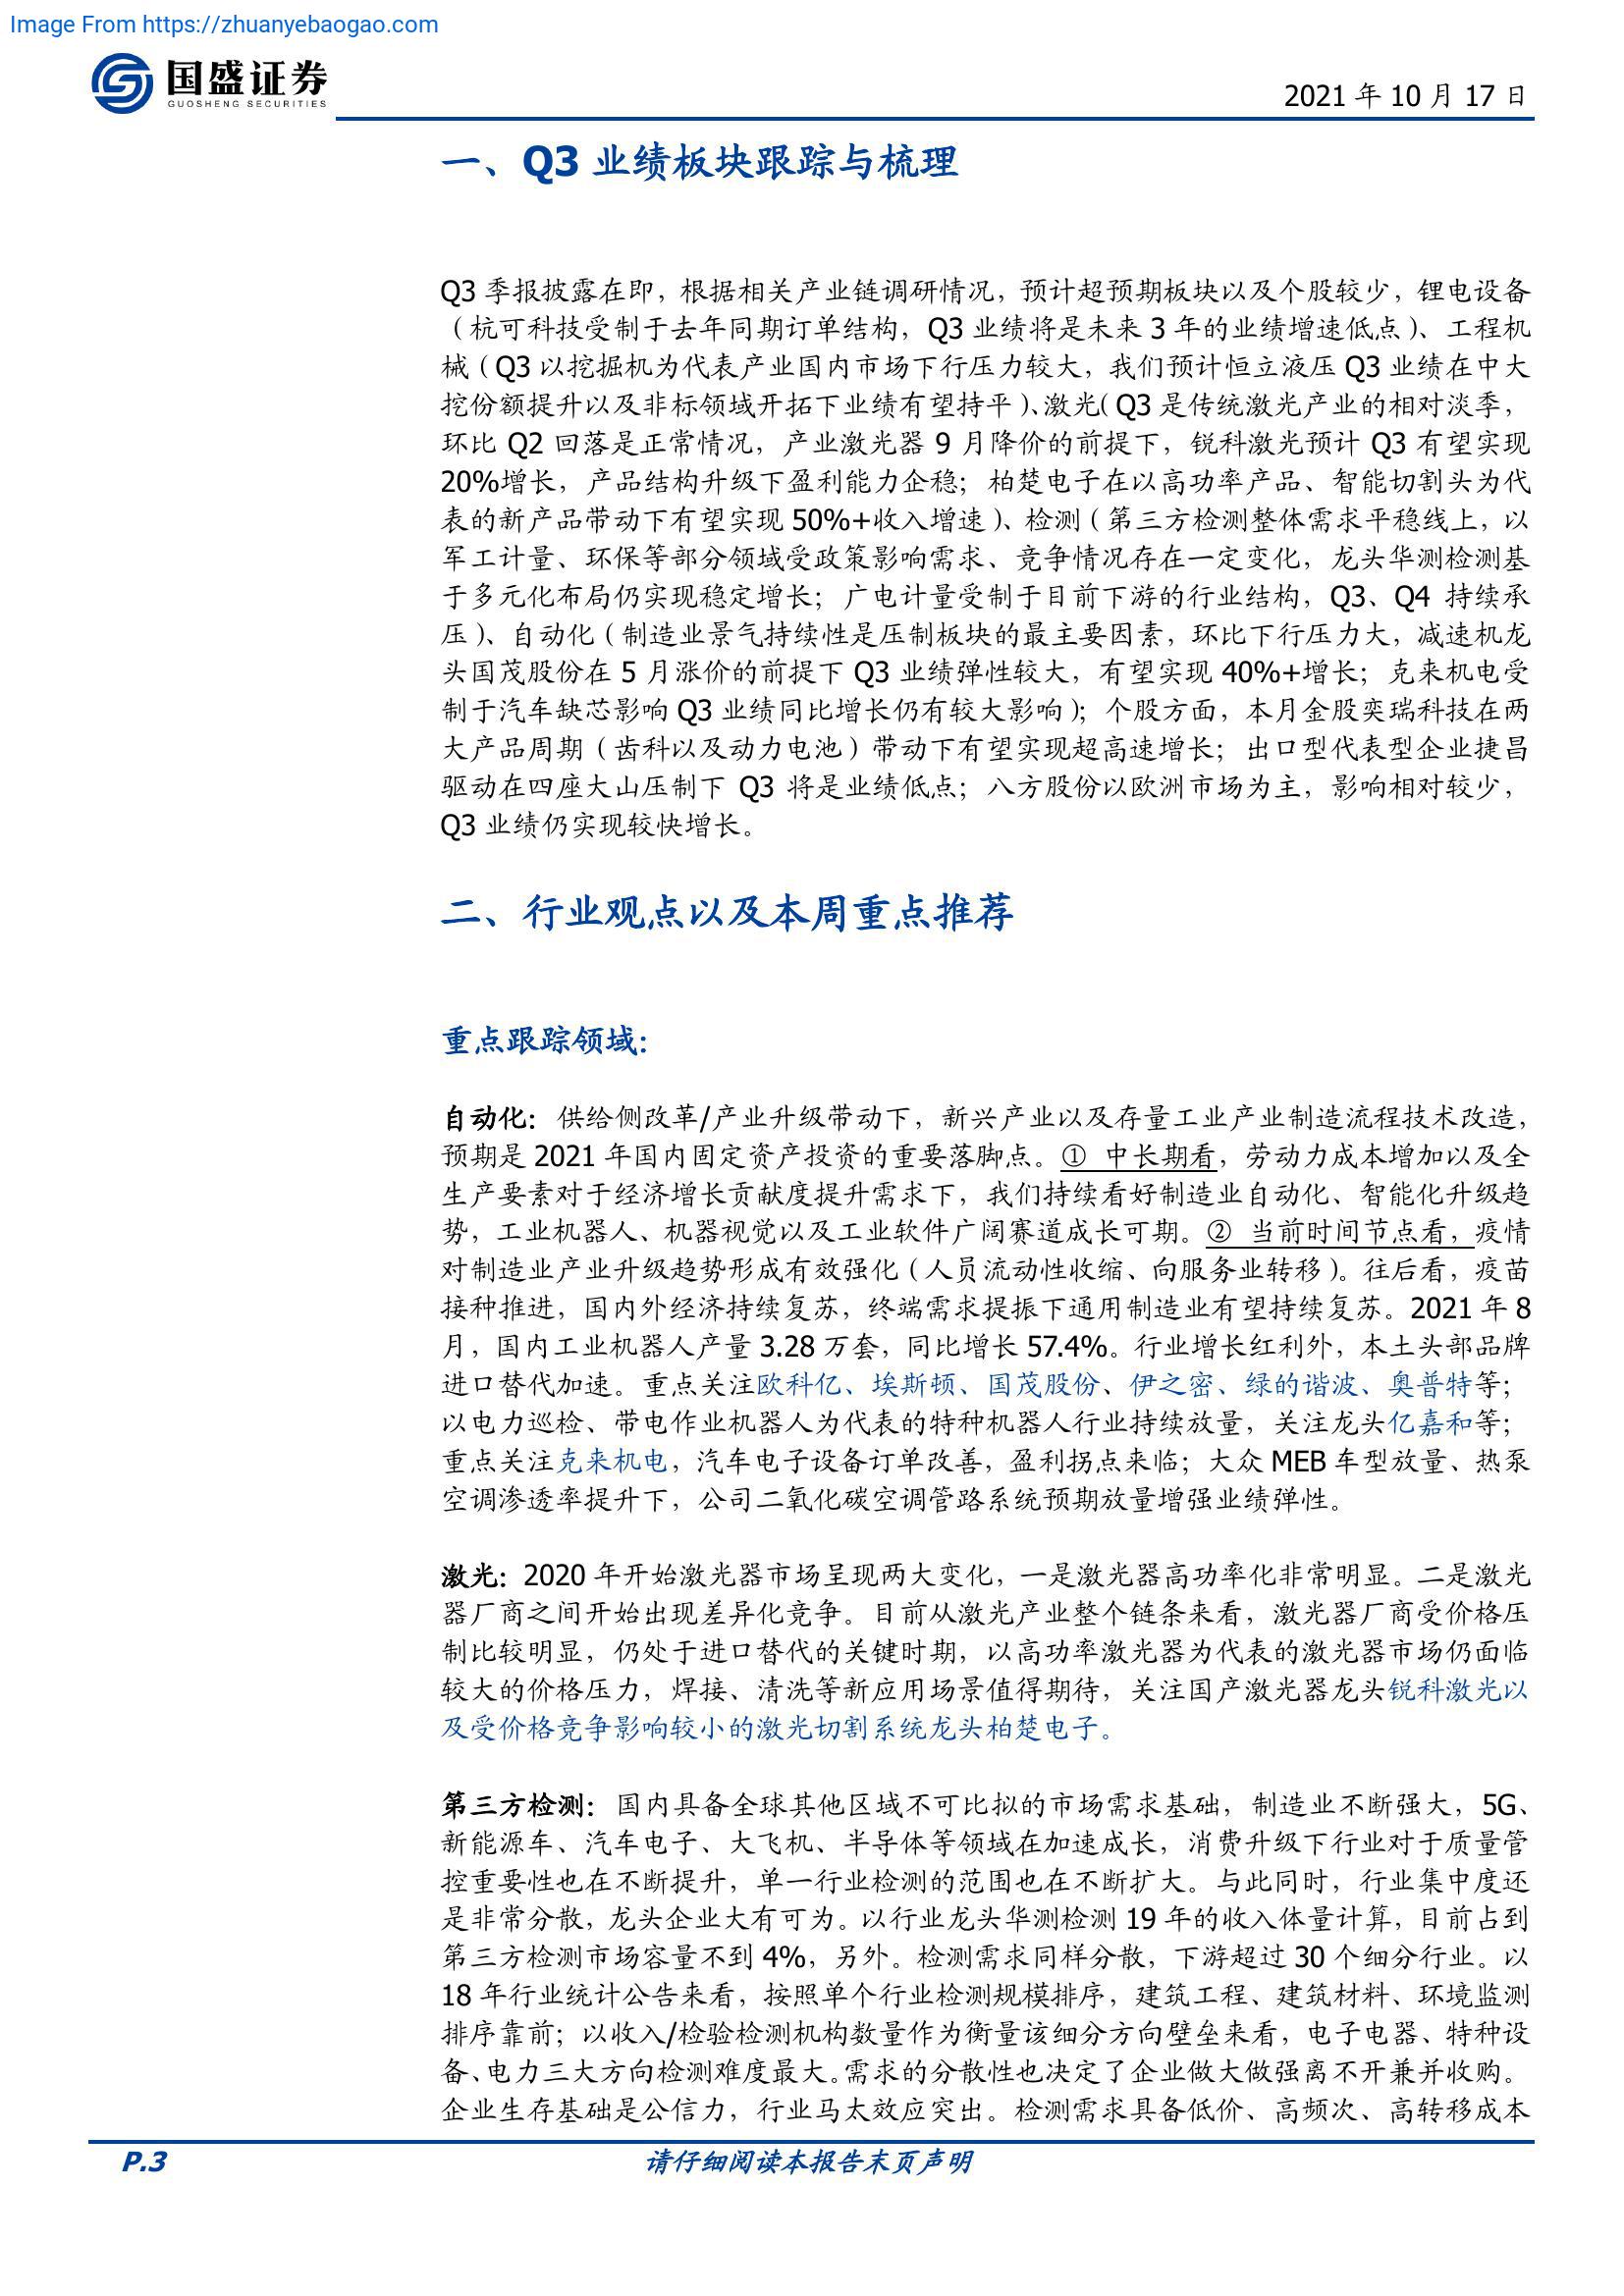 Image From https://zhuanyebaogao.com
国盛证券
GUOSHENG SECURITIES
2021 年 10 月 17 日
一、Q3 业绩板块跟踪与梳理
Q3 季报披露在即，根据相关产业链调研情况，预计超预期板块以及个股较少，锂电设备
（杭可科技受制于去年同期订单结构，Q3 业绩将是未来 3 年的业绩增速低点）、工程机
械（Q3 以挖掘机为代表产业国内市场下行压力较大，我们预计恒立液压 Q3 业绩在中大
挖份额提升以及非标领域开拓下业绩有望持平）、激光（Q3 是传统激光产业的相对淡季，
环比 Q2 回落是正常情况，产业激光器 9 月降价的前提下，锐科激光预计 Q3 有望实现
20%增长，产品结构升级下盈利能力企稳；柏楚电子在以高功率产品、智能切割头为代
表的新产品带动下有望实现 50%+收入增速）、检测（第三方检测整体需求平稳线上，以
军工计量、环保等部分领域受政策影响需求、竞争情况存在一定变化，龙头华测检测基
于多元化布局仍实现稳定增长；广电计量受制于目前下游的行业结构，Q3、Q4 持续承
压）、自动化（制造业景气持续性是压制板块的最主要因素，环比下行压力大，减速机龙
头国茂股份在 5 月涨价的前提下 Q3 业绩弹性较大，有望实现 40%+增长；克来机电受
制于汽车缺芯影响 Q3 业绩同比增长仍有较大影响）；个股方面，本月金股奕瑞科技在两
大产品周期（齿科以及动力电池）带动下有望实现超高速增长；出口型代表型企业捷昌
驱动在四座大山压制下 Q3 将是业绩低点；八方股份以欧洲市场为主，影响相对较少，
Q3 业绩仍实现较快增长。
二、行业观点以及本周重点推荐
重点跟踪领域：
自动化：供给侧改革/产业升级带动下，新兴产业以及存量工业产业制造流程技术改造，
预期是 2021 年国内固定资产投资的重要落脚点。① 中长期看，劳动力成本增加以及全
生产要素对于经济增长贡献度提升需求下，我们持续看好制造业自动化、智能化升级趋
势，工业机器人、机器视觉以及工业软件广阔赛道成长可期。② 当前时间节点看，疫情
对制造业产业升级趋势形成有效强化（人员流动性收缩、向服务业转移）。往后看，疫苗
接种推进，国内外经济持续复苏，终端需求提振下通用制造业有望持续复苏。2021 年 8
月，国内工业机器人产量 3.28 万套，同比增长 57.4%。行业增长红利外，本土头部品牌
进口替代加速。重点关注欧科亿、埃斯顿、国茂股份、伊之密、绿的谐波、奥普特等；
以电力巡检、带电作业机器人为代表的特种机器人行业持续放量，关注龙头亿嘉和等；
重点关注克来机电，汽车电子设备订单改善，盈利拐点来临；大众 MEB 车型放量、热泵
空调渗透率提升下，公司二氧化碳空调管路系统预期放量增强业绩弹性。
激光：2020 年开始激光器市场呈现两大变化，一是激光器高功率化非常明显。二是激光
器厂商之间开始出现差异化竞争。目前从激光产业整个链条来看，激光器厂商受价格压
制比较明显，仍处于进口替代的关键时期，以高功率激光器为代表的激光器市场仍面临
较大的价格压力，焊接、清洗等新应用场景值得期待，关注国产激光器龙头锐科激光以
及受价格竞争影响较小的激光切割系统龙头柏楚电子。
第三方检测：国内具备全球其他区域不可比拟的市场需求基础，制造业不断强大，5G、
新能源车、汽车电子、大飞机、半导体等领域在加速成长，消费升级下行业对于质量管
控重要性也在不断提升，单一行业检测的范围也在不断扩大。与此同时，行业集中度还
是非常分散，龙头企业大有可为。以行业龙头华测检测 19 年的收入体量计算，目前占到
第三方检测市场容量不到 4%，另外。检测需求同样分散，下游超过 30 个细分行业。以
18 年行业统计公告来看，按照单个行业检测规模排序，建筑工程、建筑材料、环境监测
排序靠前；以收入/检验检测机构数量作为衡量该细分方向壁垒来看，电子电器、特种设
备、电力三大方向检测难度最大。需求的分散性也决定了企业做大做强离不开兼并收购。
企业生存基础是公信力，行业马太效应突出。检测需求具备低价、高频次、高转移成本
P.3
请仔细阅读本报告末页声明